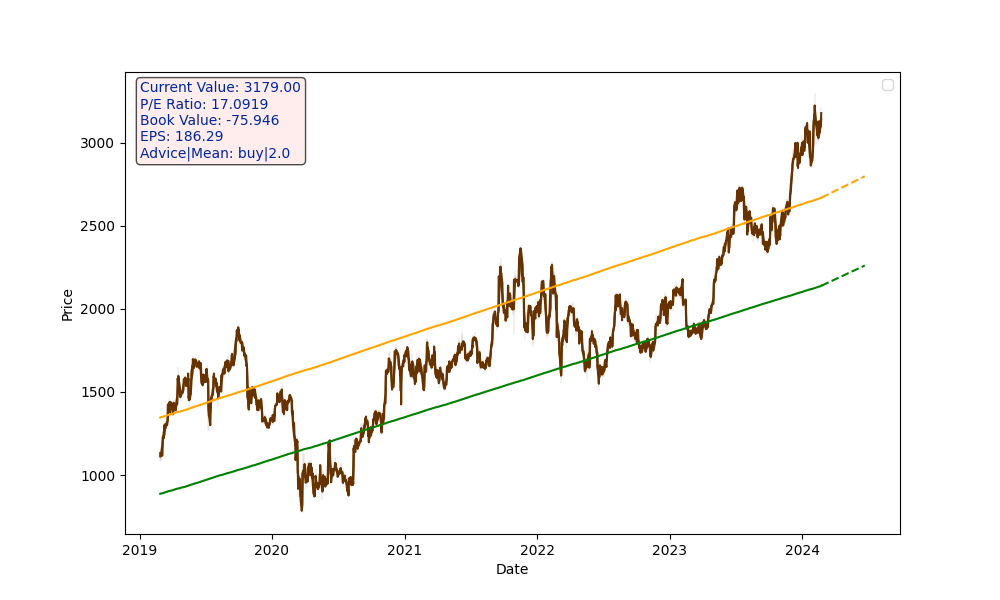 Current Value: 3179.00
P/E Ratio: 17.0919
Book Value: -75.946
EPS: 186.29
Advice|Mean: buy|2.0
3000
2500
2000
1500
1000
Price
2019 2020 2021 2022 2023 2024
Date